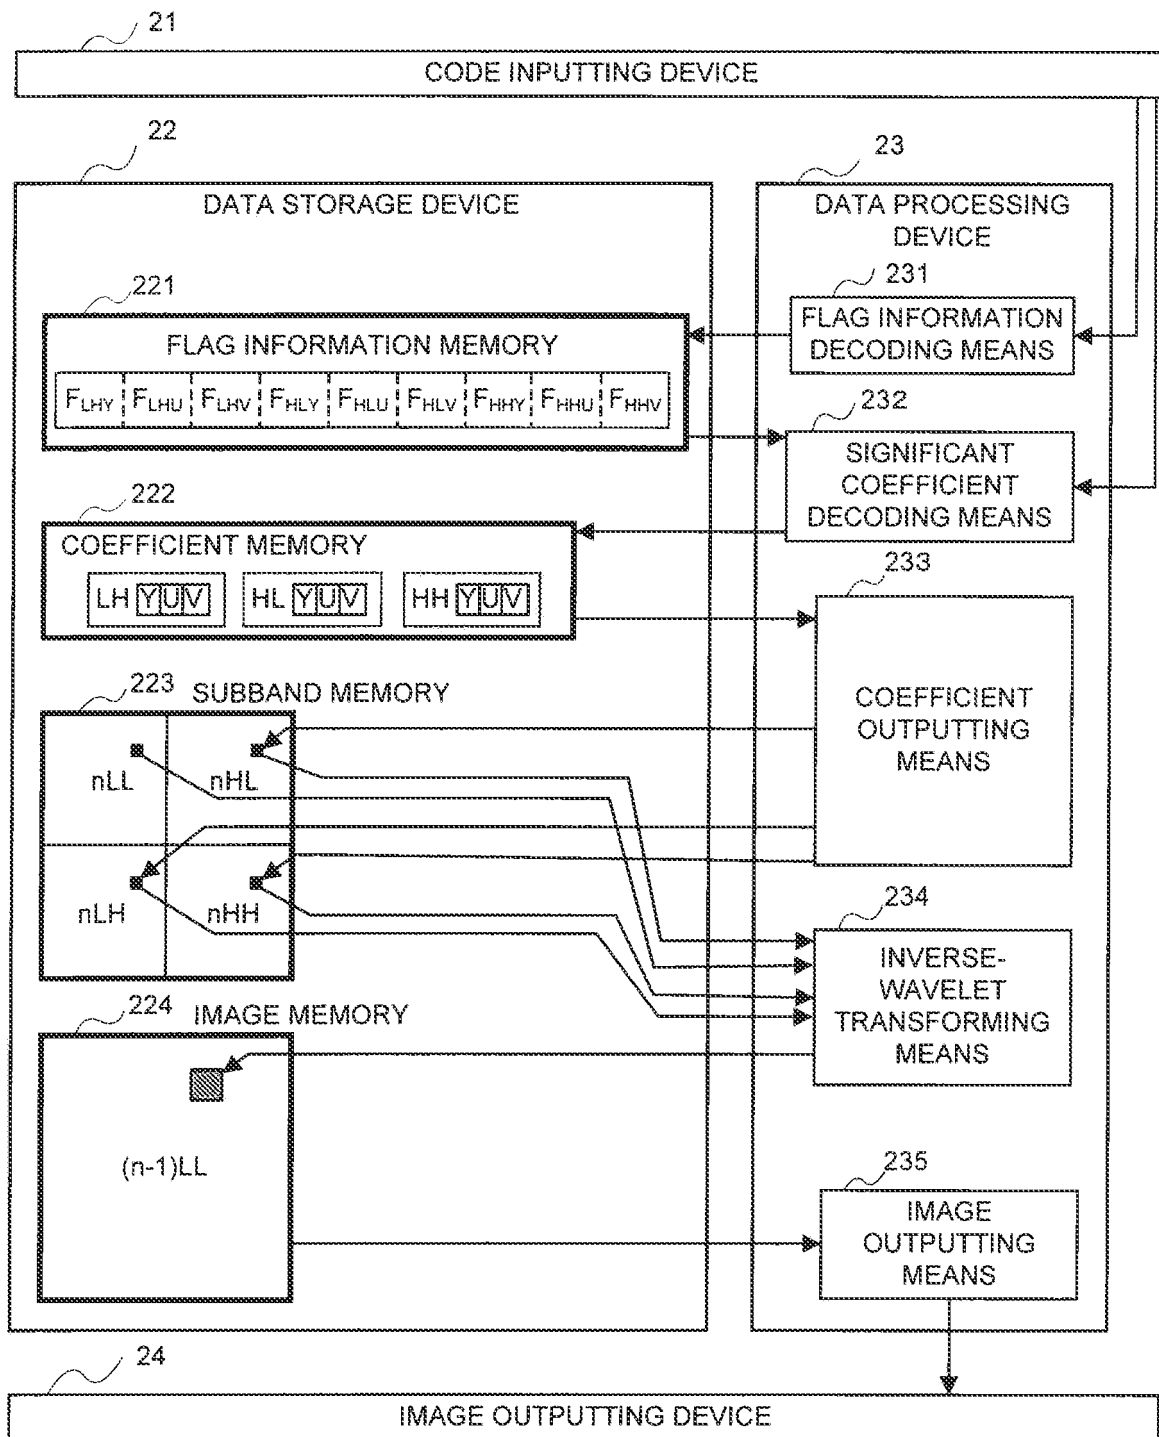 21
CODE INPUTTING DEVICE
22
DATA STORAGE DEVICE
23
DATA PROCESSING
DEVICE
221
FLAG INFORMATION MEMORY
FLHY FLHU FLHV FHLY FHLU FHLV FHHY FHHU FHHV
231
FLAG INFORMATION
DECODING MEANS
232
SIGNIFICANT
COEFFICIENT
DECODING MEANS
222
COEFFICIENT MEMORY
LH YUV HL YUV HH YUV
233
COEFFICIENT
OUTPUTTING
MEANS
223
SUBBAND MEMORY
nLL nHL
nLH nHH
234
INVERSE-
WAVELET
TRANSFORMING
MEANS
224
IMAGE MEMORY
(n-1)LL
235
IMAGE
OUTPUTTING
MEANS
24
IMAGE OUTPUTTING DEVICE